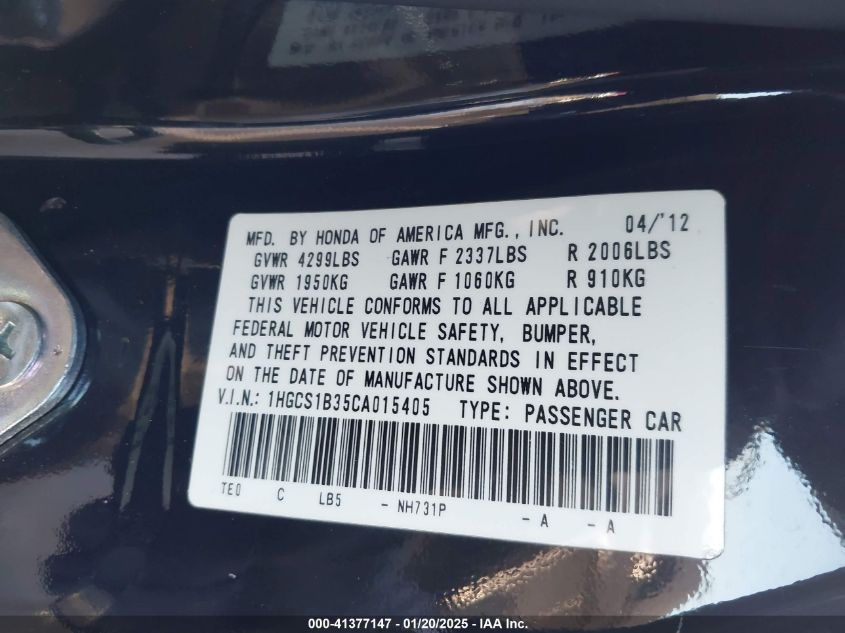 MFD. BY HONDA OF AMERICA MFG., INC. 04/'12
GVWR 4299LBS GAWR F 2337LBS R 2006LBS
GVWR 1950KG GAWR F 1060KG R 910KG
THIS VEHICLE CONFORMS TO ALL APPLICABLE
FEDERAL MOTOR VEHICLE SAFETY, BUMPER,
AND THEFT PREVENTION STANDARDS IN EFFECT
ON THE DATE OF MANUFACTURE SHOWN ABOVE.
V.I.N.: 1HGCS1B35CA015405 TYPE: PASSENGER CAR
TE0 C LB5 - NH731P - A - A
000-41377147 - 01/20/2025 - IAA Inc.